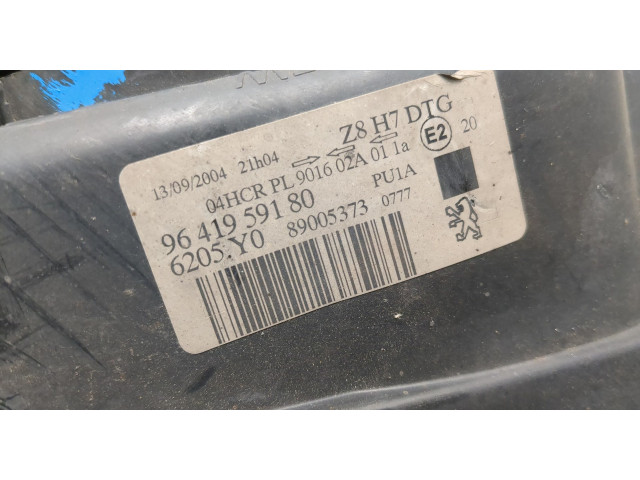 Z8 H7 DTG
13/09/2004 21h04
E2 20
04HCR PL 9016 02A 01 1a
96 419 591 80 PU1A
6205.Y0 89005373 0777